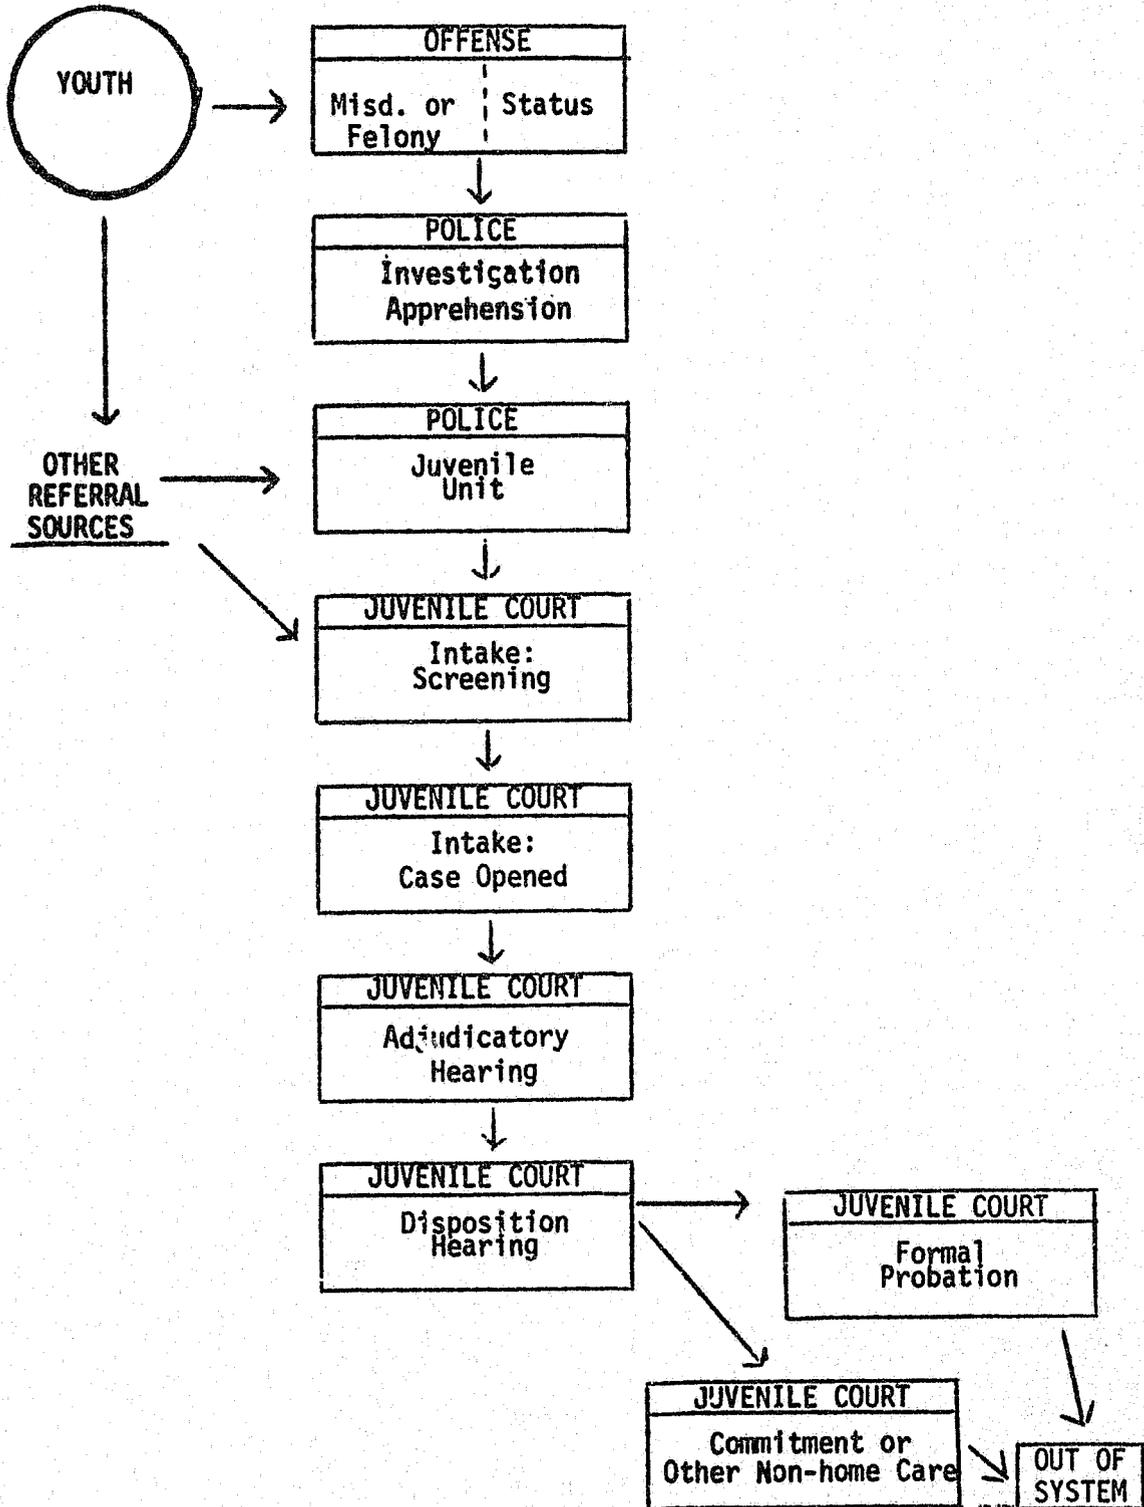 YOUTH
OFFENSE
Misd. or
Felony
Status
POLICE
Investigation
Apprehension
POLICE
Juvenile
Unit
OTHER
REFERRAL
SOURCES
JUVENILE COURT
Intake:
Screening
JUVENILE COURT
Intake:
Case Opened
JUVENILE COURT
Adjudicatory
Hearing
JUVENILE COURT
Disposition
Hearing
JUVENILE COURT
Formal
Probation
JUVENILE COURT
Commitment or
Other Non-home Care
OUT OF
SYSTEM